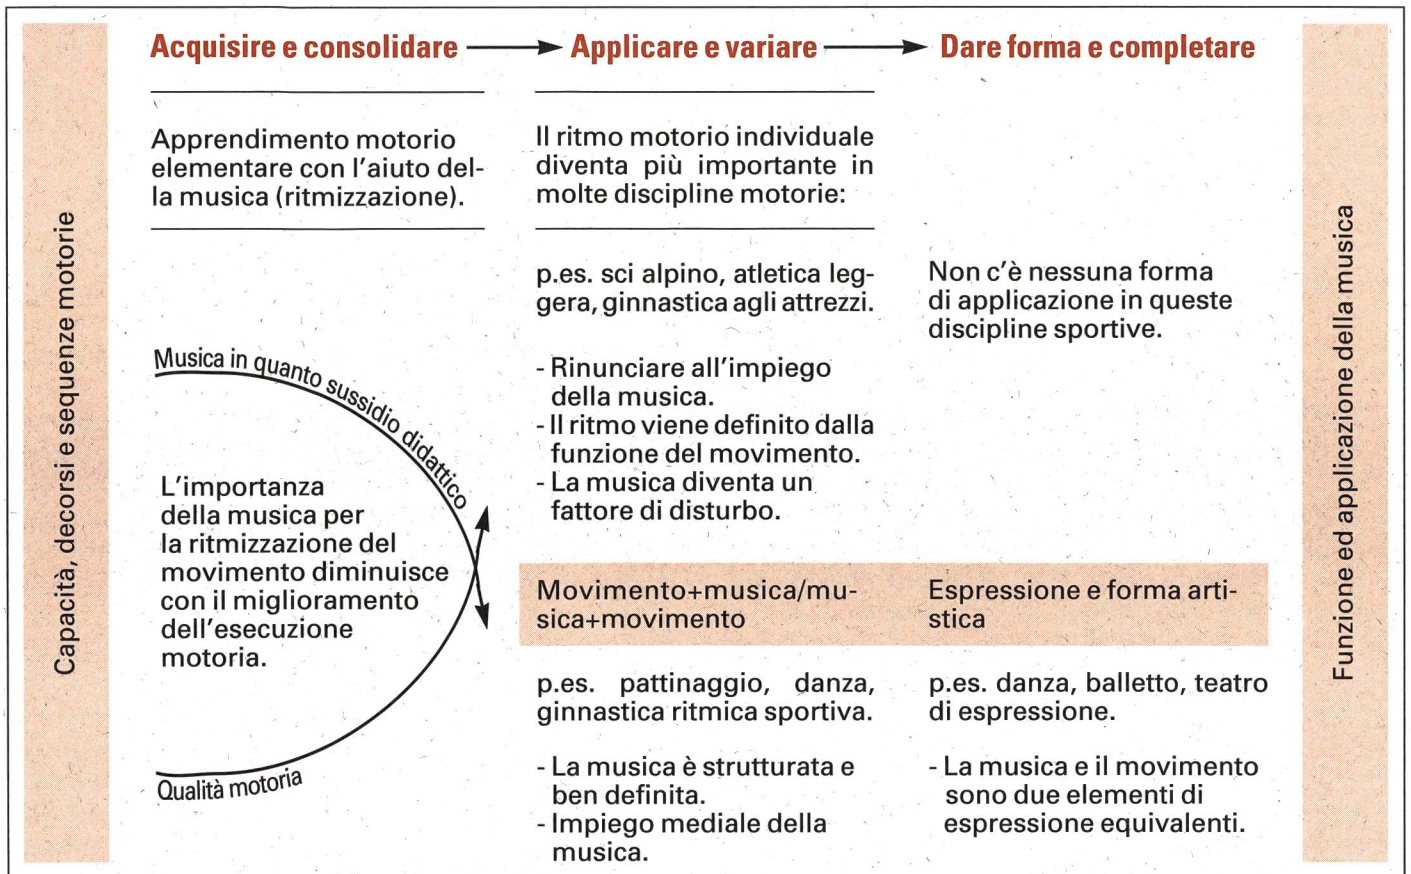 Acquisire e consolidare
Applicare e variare
Dare forma e completare
Capacità, decorsi e sequenze motorie
Apprendimento motorio
elementare con l'aiuto del-
la musica (ritmizzazione).
Musica in quanto sussidio didattico
L'importanza
della musica per
la ritmizzazione del
movimento diminuisce
con il miglioramento
dell'esecuzione
motoria.
Qualità motoria
Il ritmo motorio individuale
diventa più importante in
molte discipline motorie:
p.es. sci alpino, atletica leg-
gera, ginnastica agli attrezzi.
- Rinunciare all'impiego
della musica.
- Il ritmo viene definito dalla
funzione del movimento.
- La musica diventa un
fattore di disturbo.
Movimento+musica/mu-
sica+movimento
p.es. pattinaggio, danza,
ginnastica ritmica sportiva.
- La musica è strutturata e
ben definita.
- Impiego mediale della
musica.
Non c'è nessuna forma
di applicazione in queste
discipline sportive.
Espressione e forma arti-
stica
p.es. danza, balletto, teatro
di espressione.
- La musica e il movimento
sono due elementi di
espressione equivalenti.
Funzione ed applicazione della musica